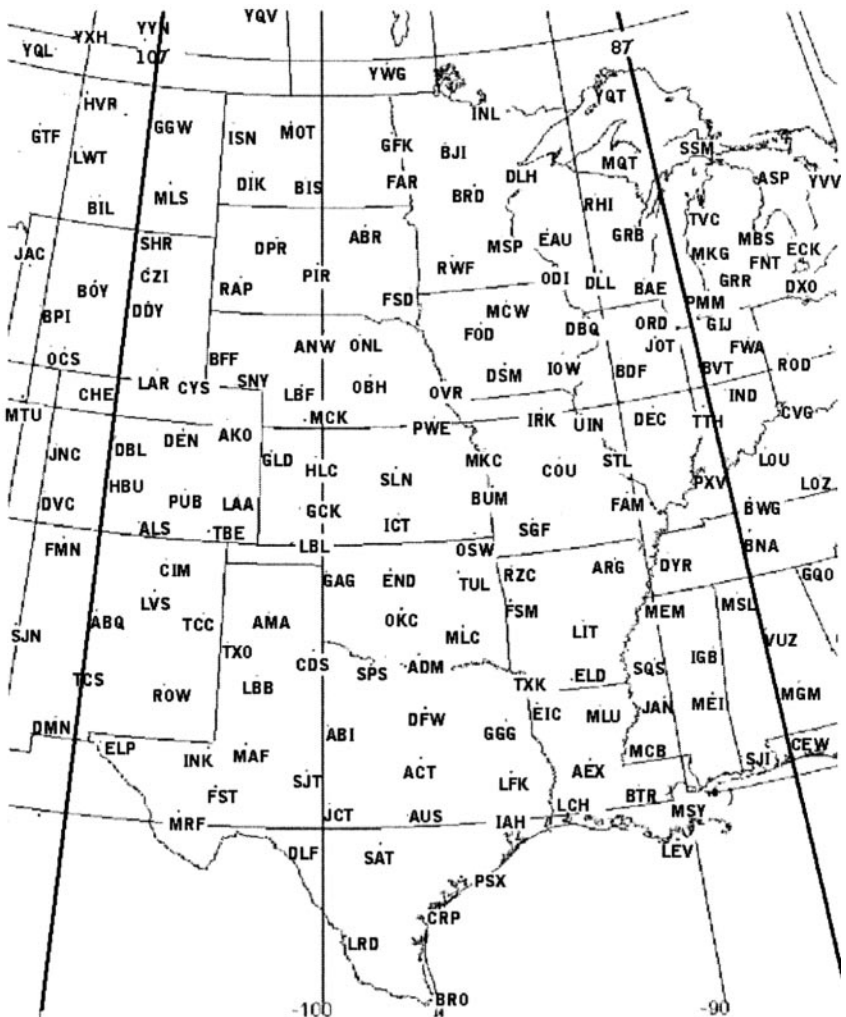 YQV
YYN
YXH
87
YQL
107
YWG
HVR
YQT
INL
GGW
GTF
ISN
MOT
GFK
BJI
SSM
LWT
MQT
DLH
ASP
YVV
DIK
BIS
FAR
BRD
MLS
RHI
BIL
TVC
SHR
ABR
EAU
GRB
MBS
JAC
DPR
MSP
MKG
ECK
FNT
CZI
PIR
RWF
ODI
DLL
GRR
BOY
RAP
BAE
DXO
DDY
FSD
MCW
PMM
BPI
FOD
DBQ
ORD
GIJ
ANW
ONL
JOT
FWA
OCS
BFF
DSM
IOW
BDF
BVT
ROD
LAR
CYS
SNY
LBF
OBH
OVR
CHE
IND
MTU
MCK
PWE
IRK
UIN
DEC
TTH
CVG
DEN
AKO
JNC
DBL
GLD
HLC
MKC
COU
STL
LOU
SLN
HBU
PXV
LOZ
DVC
PUB
LAA
GCK
BUM
FAM
BWG
ALS
TBE
ICT
SGF
FMN
LBL
OSW
BNA
CIM
GAG
END
TUL
RZC
ARG
DYR
GQO
LVS
FSM
MEM
MSL
SJN
ABQ
TCC
AMA
OKC
MLC
LIT
VUZ
TXO
CDS
SPS
ADM
IGB
TCS
LBB
TXK
ELD
SQS
ROW
MGM
DMN
ABI
DFW
EIC
MLU
JAN
MEI
ELP
GGG
CEW
INK
MAF
MCB
SJI
SJT
ACT
LFK
AEX
FST
BTR
MRF
JCT
AUS
IAH
LCH
MSY
DLF
SAT
LEV
PSX
CRP
LRD
BRO
-100
-90